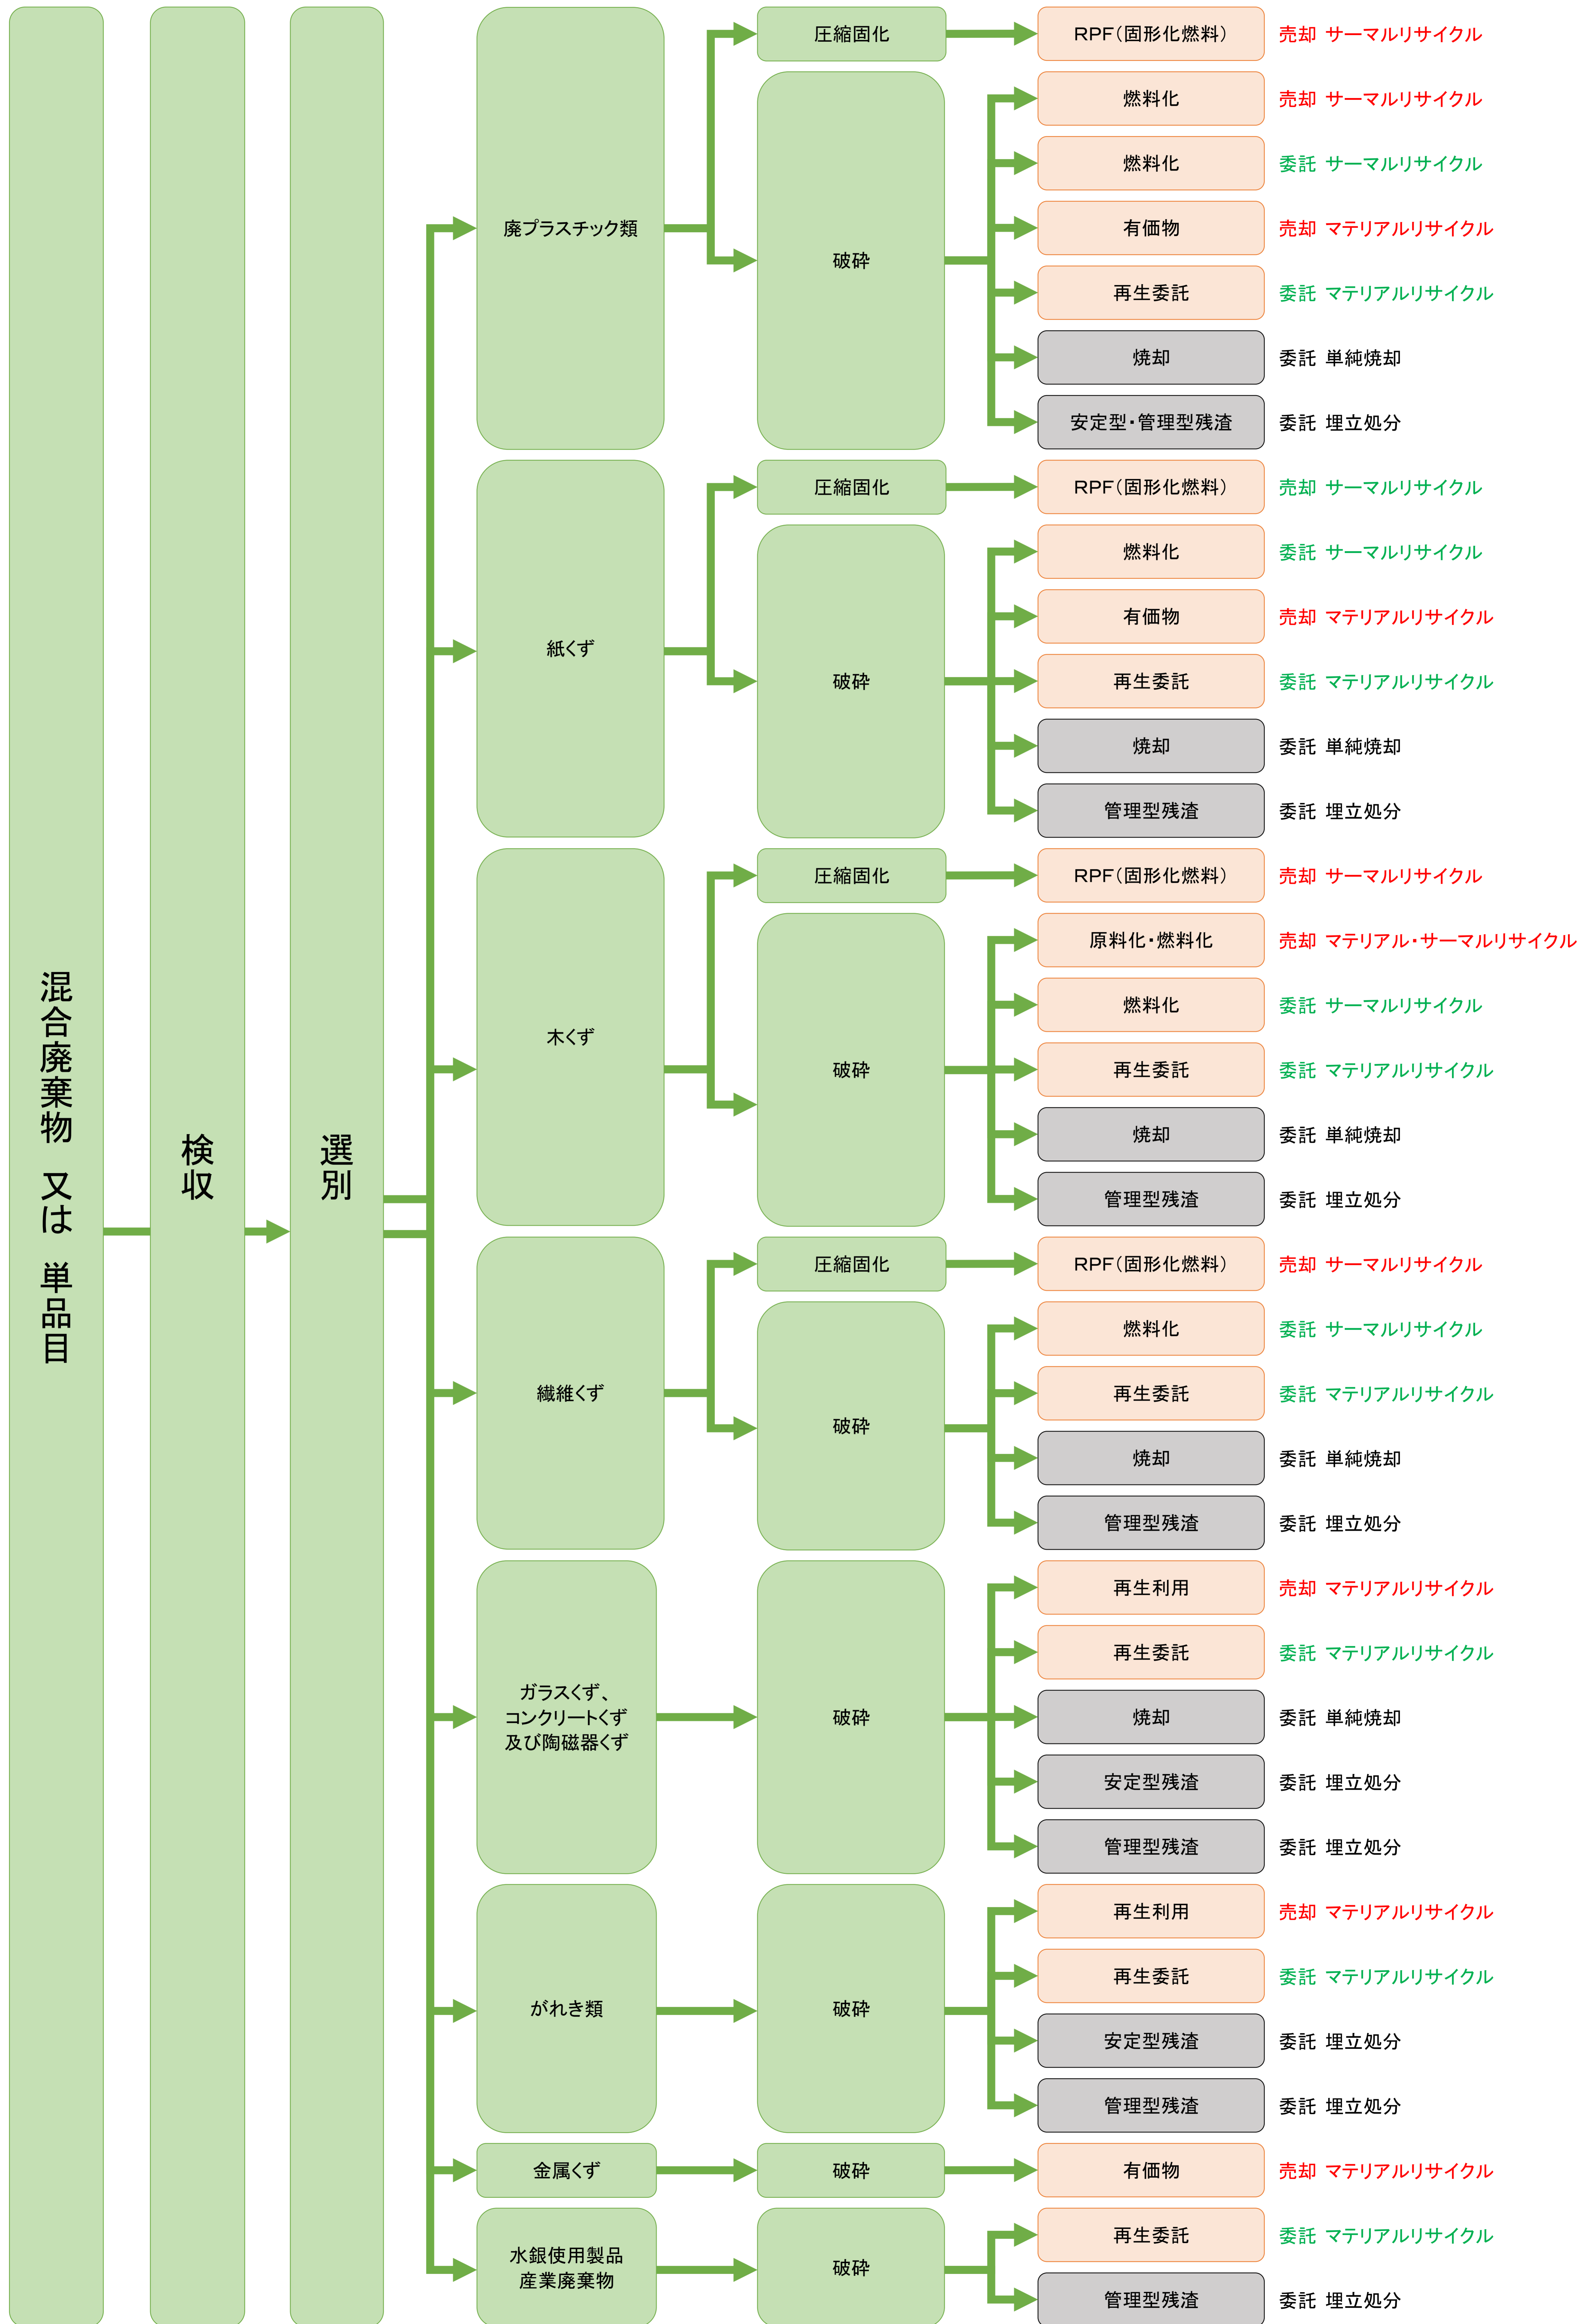 混合廃棄物 又は 単品目
検収
選別
廃プラスチック類
圧縮固化
RPF(固形化燃料)
売却 サーマルリサイクル
破砕
燃料化
売却 サーマルリサイクル
燃料化
委託 サーマルリサイクル
有価物
売却 マテリアルリサイクル
再生委託
委託 マテリアルリサイクル
焼却
委託 単純焼却
安定型・管理型残渣
委託 埋立処分
紙くず
圧縮固化
RPF(固形化燃料)
売却 サーマルリサイクル
破砕
燃料化
委託 サーマルリサイクル
有価物
売却 マテリアルリサイクル
再生委託
委託 マテリアルリサイクル
焼却
委託 単純焼却
管理型残渣
委託 埋立処分
木くず
圧縮固化
RPF(固形化燃料)
売却 サーマルリサイクル
破砕
原料化・燃料化
売却 マテリアル・サーマルリサイクル
燃料化
委託 サーマルリサイクル
再生委託
委託 マテリアルリサイクル
焼却
委託 単純焼却
管理型残渣
委託 埋立処分
繊維くず
圧縮固化
RPF(固形化燃料)
売却 サーマルリサイクル
破砕
燃料化
委託 サーマルリサイクル
再生委託
委託 マテリアルリサイクル
焼却
委託 単純焼却
管理型残渣
委託 埋立処分
ガラスくず、
コンクリートくず
及び陶磁器くず
破砕
再生利用
売却 マテリアルリサイクル
再生委託
委託 マテリアルリサイクル
焼却
委託 単純焼却
安定型残渣
委託 埋立処分
管理型残渣
委託 埋立処分
がれき類
破砕
再生利用
売却 マテリアルリサイクル
再生委託
委託 マテリアルリサイクル
安定型残渣
委託 埋立処分
管理型残渣
委託 埋立処分
金属くず
破砕
有価物
売却 マテリアルリサイクル
水銀使用製品
産業廃棄物
破砕
再生委託
委託 マテリアルリサイクル
管理型残渣
委託 埋立処分